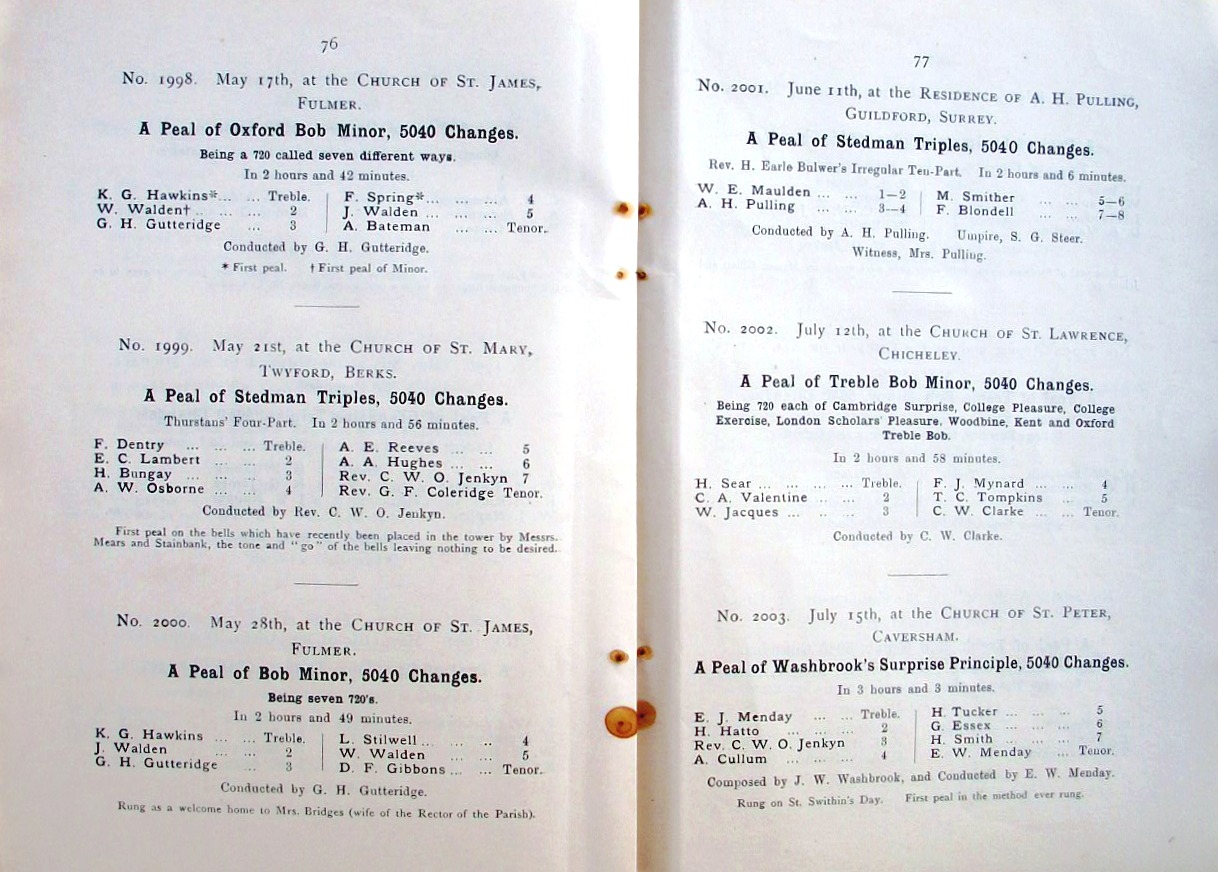 76
No. 1998. May 17th, at the Church of St. James,
Fulmer.
A Peal of Oxford Bob Minor, 5040 Changes.
Being a 720 called seven different ways.
In 2 hours and 42 minutes.
K. G. Hawkins* ... ... Treble. F. Spring* ... ... ... 4
W. Walden† ... ... 2 J. Walden ... ... ... 5
G. H. Gutteridge ... 3 A. Bateman ... ... Tenor.
Conducted by G. H. Gutteridge.
* First peal. † First peal of Minor.
No. 1999. May 21st, at the Church of St. Mary,
Twyford, Berks.
A Peal of Stedman Triples, 5040 Changes.
Thurstans' Four-Part. In 2 hours and 56 minutes.
F. Dentry ... ... ... Treble. A. E. Reeves ... ... 5
E. C. Lambert ... ... 2 A. A. Hughes ... ... 6
H. Bungay ... ... 3 Rev. C. W. O. Jenkyn 7
A. W. Osborne ... ... 4 Rev. G. F. Coleridge Tenor.
Conducted by Rev. C. W. O. Jenkyn.
First peal on the bells which have recently been placed in the tower by Messrs.
Mears and Stainbank, the tone and "go" of the bells leaving nothing to be desired.
No. 2000. May 28th, at the Church of St. James,
Fulmer.
A Peal of Bob Minor, 5040 Changes.
Being seven 720's.
In 2 hours and 49 minutes.
K. G. Hawkins ... ... Treble. L. Stilwell ... ... ... 4
J. Walden ... ... 2 W. Walden ... ... 5
G. H. Gutteridge ... 3 D. F. Gibbons ... ... Tenor.
Conducted by G. H. Gutteridge.
Rung as a welcome home to Mrs. Bridges (wife of the Rector of the Parish).
77
No. 2001. June 11th, at the Residence of A. H. Pulling,
Guildford, Surrey.
A Peal of Stedman Triples, 5040 Changes.
Rev. H. Earle Bulwer's Irregular Ten-Part. In 2 hours and 6 minutes.
W. E. Maulden ... ... 1—2 M. Smither ... ... 5—6
A. H. Pulling ... ... 3—4 F. Blondell ... ... 7—8
Conducted by A. H. Pulling. Umpire, S. G. Steer.
Witness, Mrs. Pulling.
No. 2002. July 12th, at the Church of St. Lawrence,
Chicheley.
A Peal of Treble Bob Minor, 5040 Changes.
Being 720 each of Cambridge Surprise, College Pleasure, College
Exercise, London Scholars' Pleasure, Woodbine, Kent and Oxford
Treble Bob.
In 2 hours and 58 minutes.
H. Sear ... ... ... Treble. F. J. Mynard ... ... 4
C. A. Valentine ... ... 2 T. C. Tompkins ... 5
W. Jacques ... ... ... 3 C. W. Clarke ... ... Tenor.
Conducted by C. W. Clarke.
No. 2003. July 15th, at the Church of St. Peter,
Caversham.
A Peal of Washbrook's Surprise Principle, 5040 Changes.
In 3 hours and 3 minutes.
E. J. Menday ... ... Treble. H. Tucker ... ... ... 5
H. Hatto ... ... ... 2 G. Essex ... ... ... 6
Rev. C. W. O. Jenkyn 3 H. Smith ... ... ... 7
A. Cullum ... ... ... 4 E. W. Menday ... Tenor.
Composed by J. W. Washbrook, and Conducted by E. W. Menday.
Rung on St. Swithin's Day. First peal in the method ever rung.